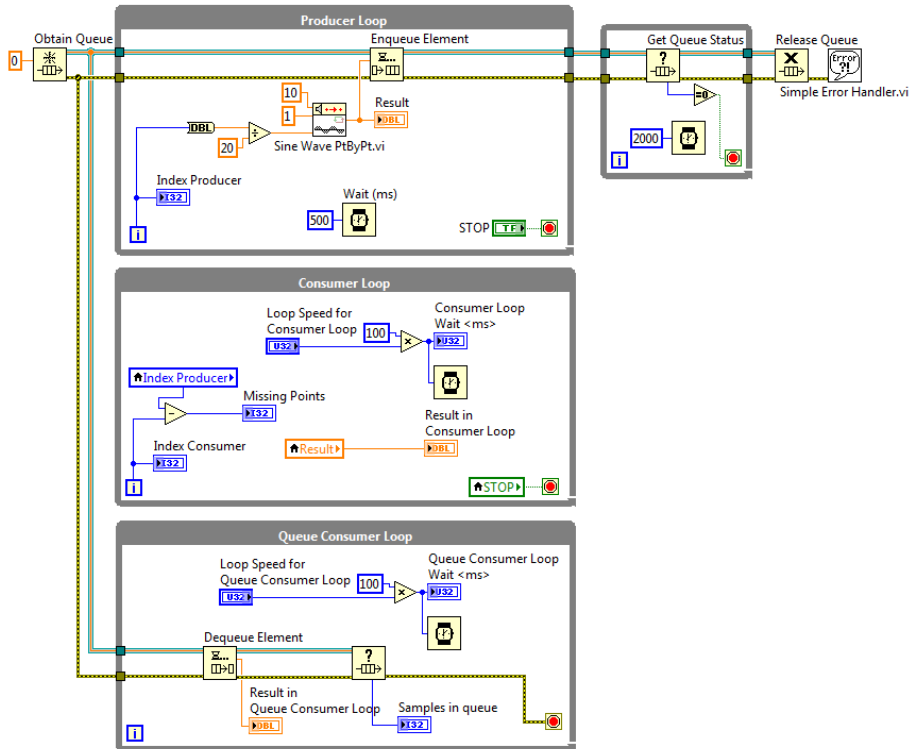 Producer Loop
Obtain Queue
Enqueue Element
Get Queue Status
Release Queue
0
?
X
Error
?!
Simple Error Handler.vi
=0
10
1
Result
DBL
DBL
20
÷
Sine Wave PtByPt.vi
2000
i
Index Producer
I32
Wait (ms)
500
STOP
TF
i
Consumer Loop
Loop Speed for
Consumer Loop
U32
100
×
Consumer Loop
Wait <ms>
U32
Index Producer
-
Missing Points
I32
Result in
Consumer Loop
Result
DBL
Index Consumer
I32
i
STOP
Queue Consumer Loop
Loop Speed for
Queue Consumer Loop
U32
100
×
Queue Consumer Loop
Wait <ms>
U32
Dequeue Element
?
Result in
Queue Consumer Loop
DBL
Samples in queue
I32
i